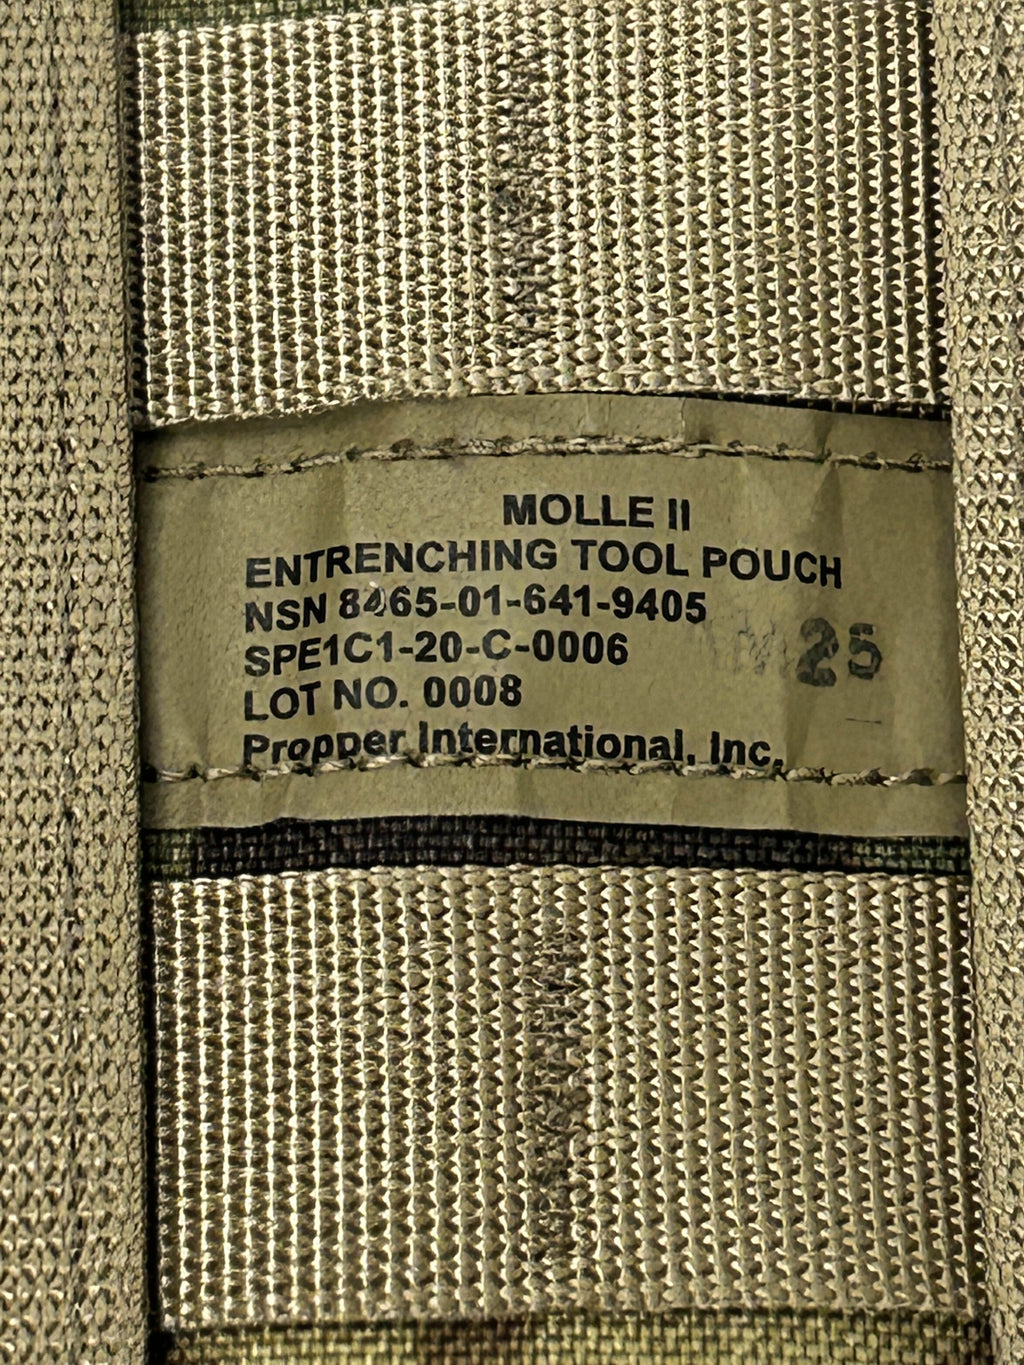 MOLLE II
ENTRENCHING TOOL POUCH
NSN 8465-01-641-9405
SPE1C1-20-C-0006
LOT NO. 0008
Propper International, Inc.
25